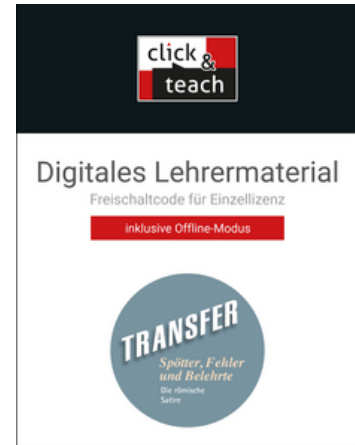 click &
teach
Digitales Lehrermaterial
Freischaltcode für Einzellizenz
inklusive Offline-Modus
TRANSFER
Spötter, Fehler
und Belehrte
Die römische
Satire